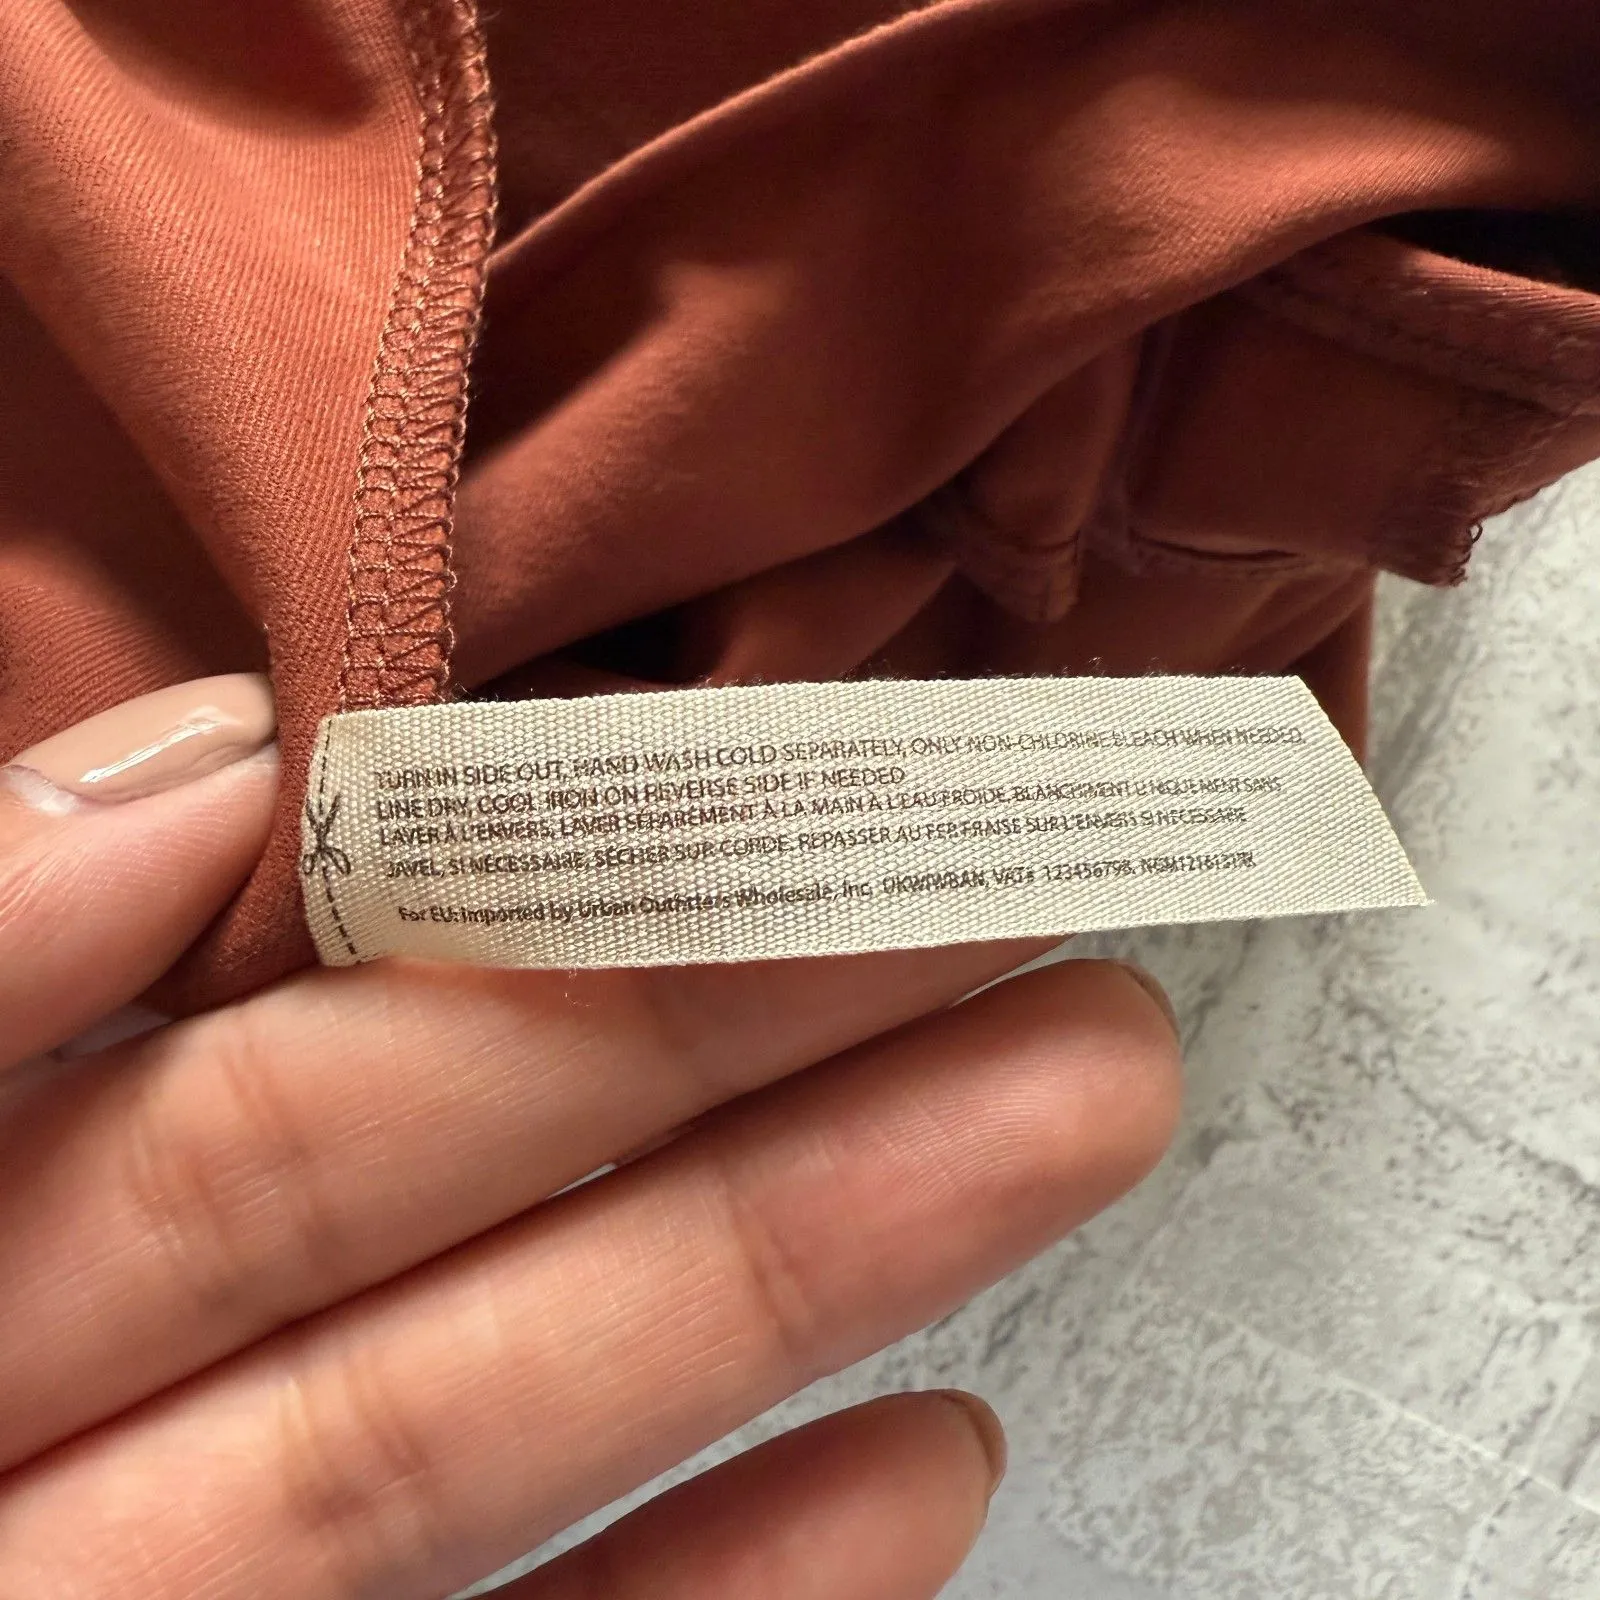 TURN IN SIDE OUT, HAND WASH COLD SEPARATELY, ONLY NON-CHLORINE BLEACH WHEN NEEDED.
LINE DRY, COOL IRON ON REVERSE SIDE IF NEEDED
LAVER À L'ENVERS, LAVER SÉPARÉMENT À LA MAIN À L'EAU FROIDE, BLANCHIMENT UNIQUEMENT SANS
JAVEL, SI NÉCESSAIRE, SÉCHER SUR CORDE, REPASSER AU FER FRAISE SUR L'ENVERS SI NÉCESSAIRE
For EU: imported by Urban Outfitters Wholesale, Inc, VAT# 123456798,